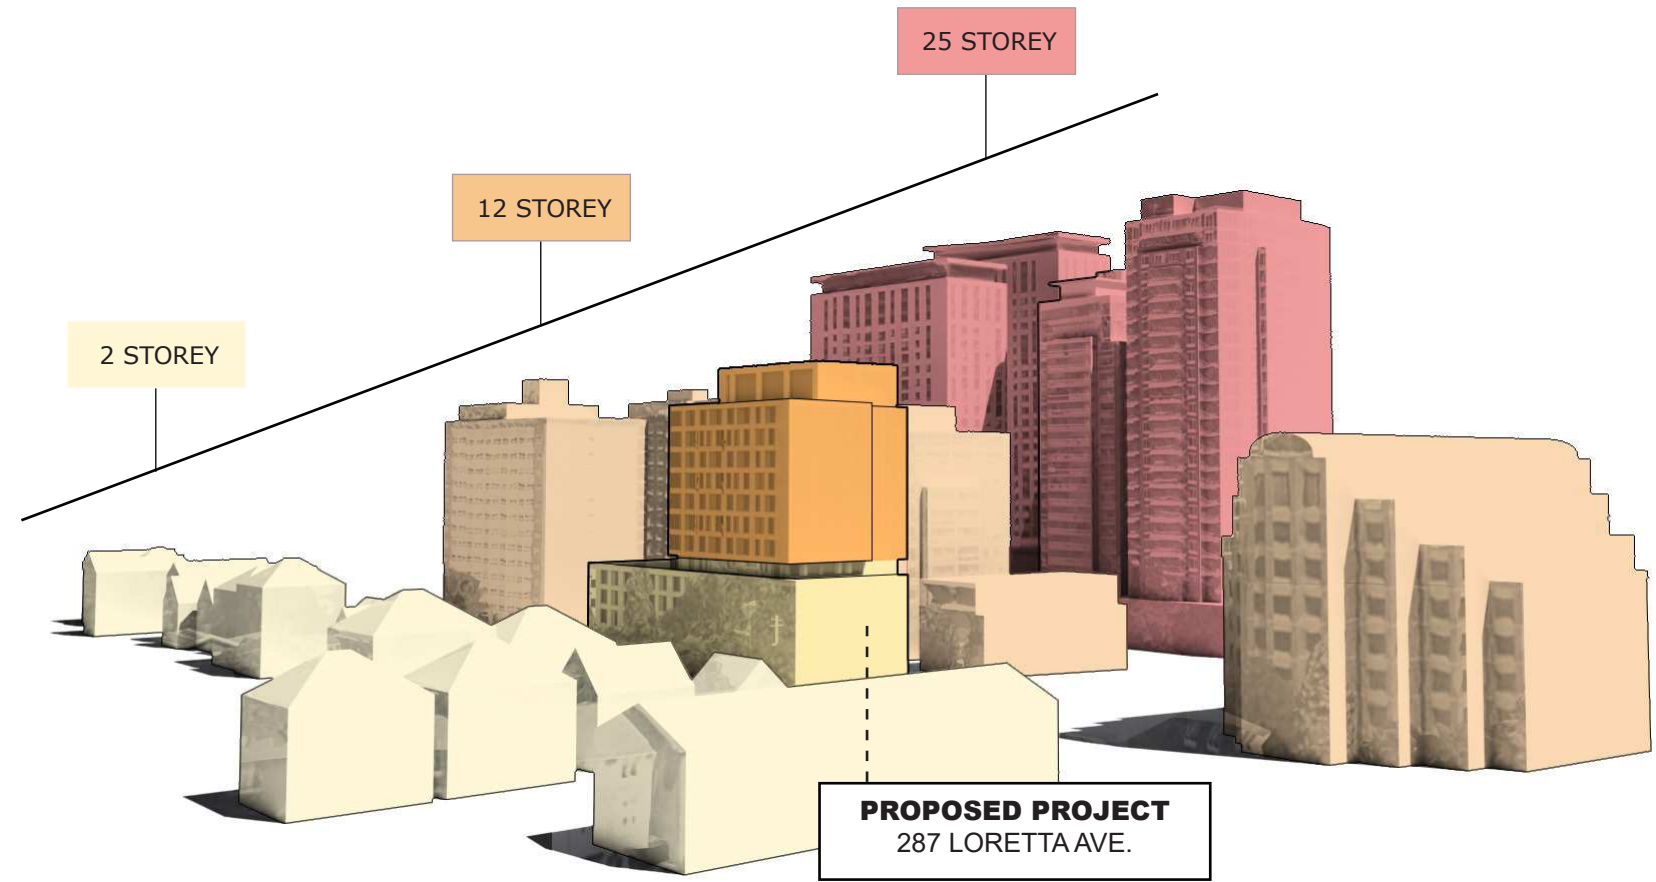 25 STOREY
12 STOREY
2 STOREY
PROPOSED PROJECT
287 LORETTA AVE.